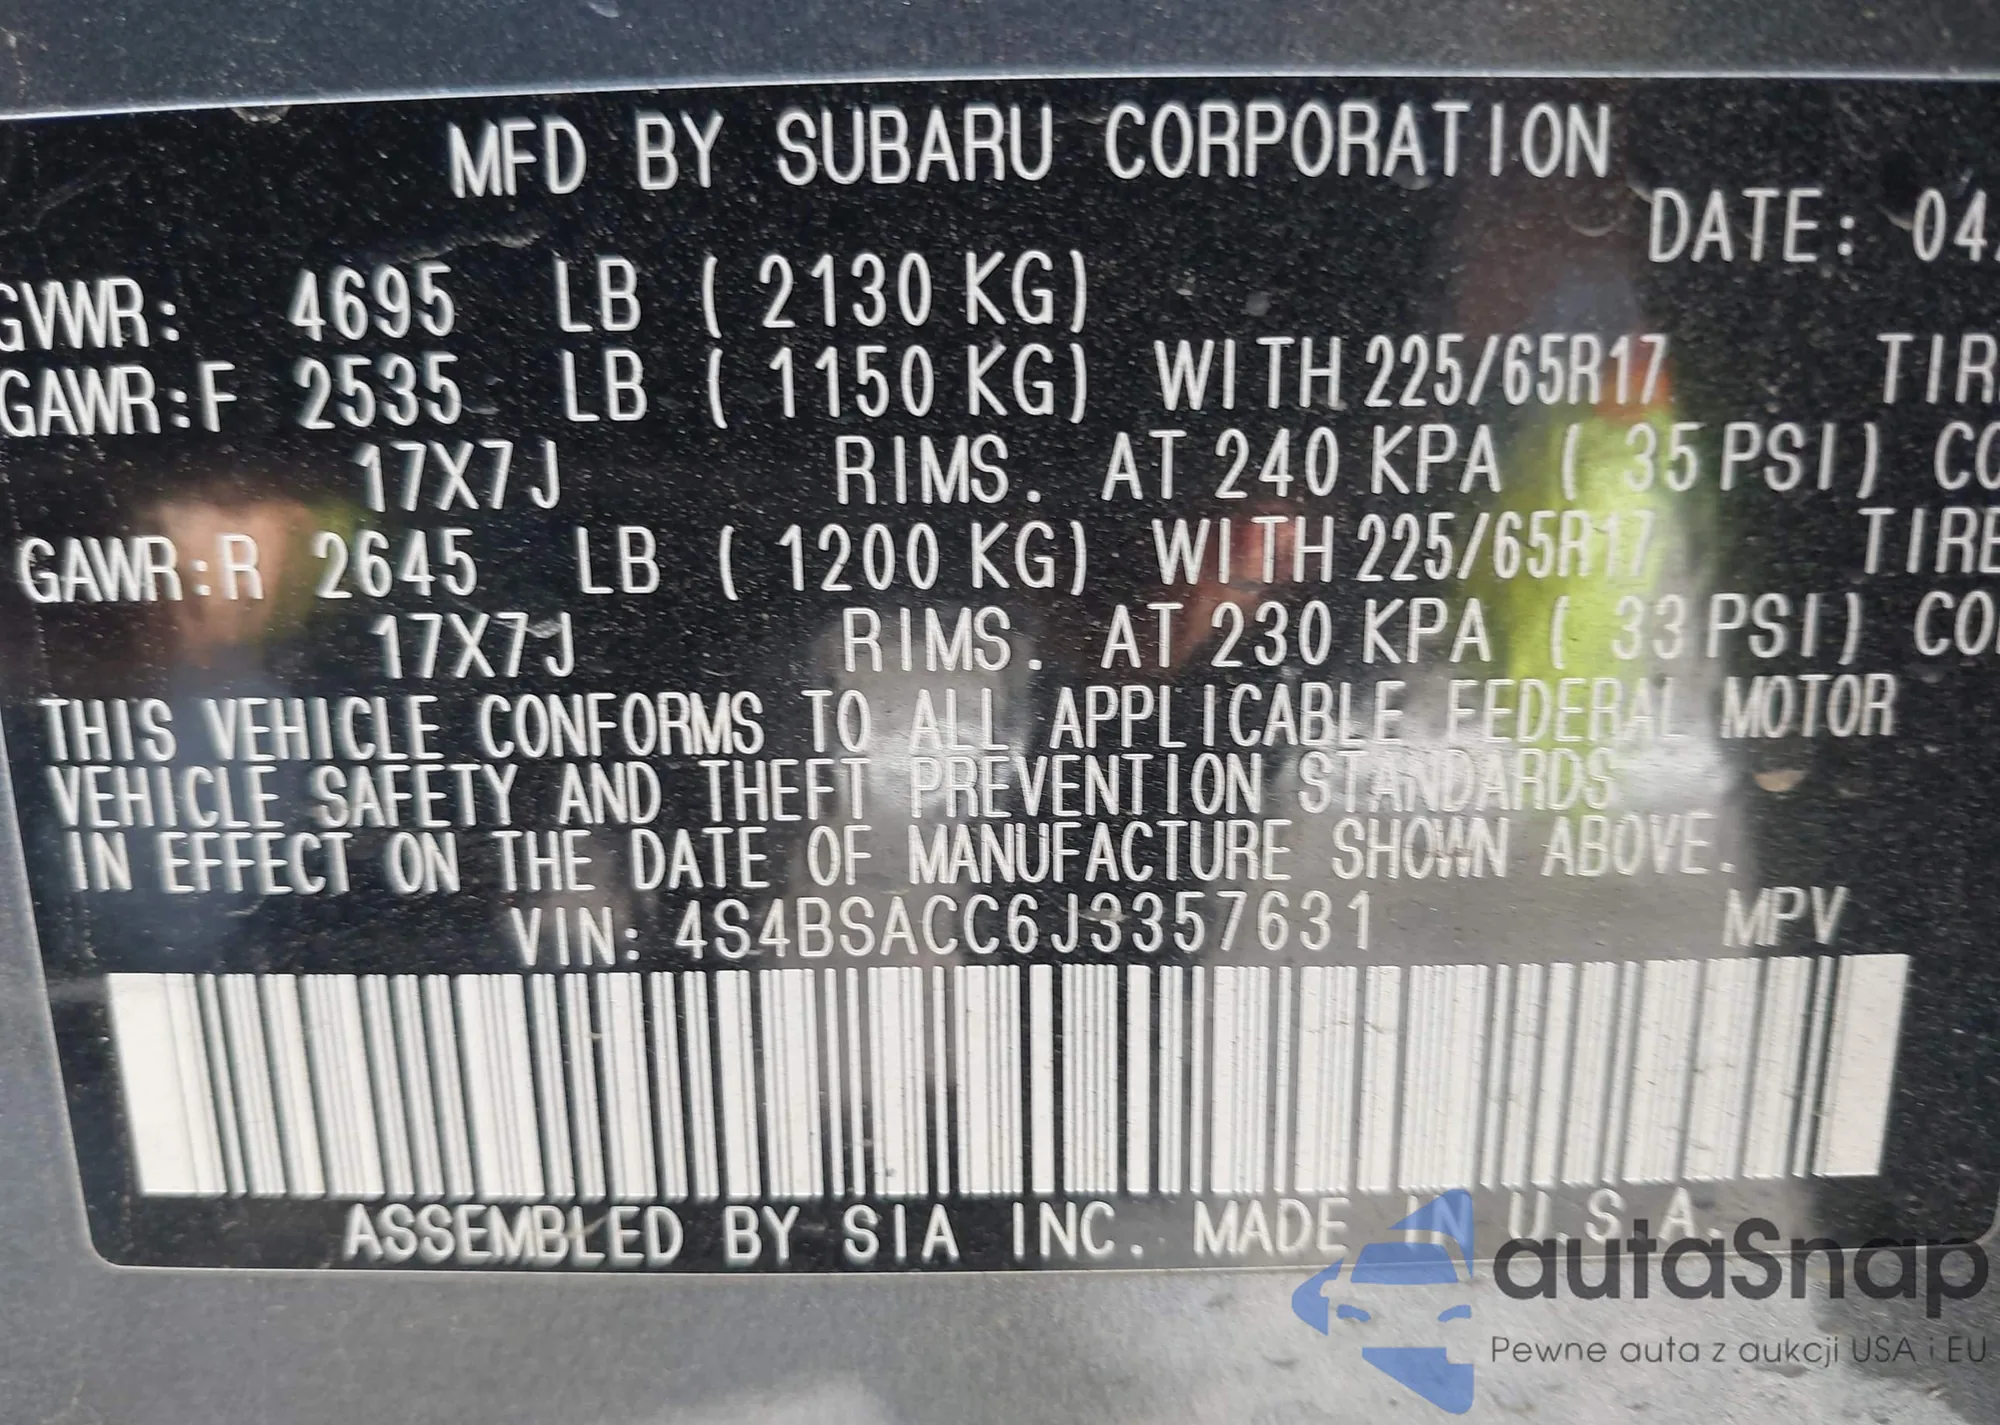 MFD BY SUBARU CORPORATION
DATE: 04
GVWR: 4695 LB ( 2130 KG)
GAWR:F 2535 LB ( 1150 KG) WITH 225/65R17
17X7J RIMS. AT 240 KPA ( 35 PSI)
GAWR:R 2645 LB ( 1200 KG) WITH 225/65R17 TIRE
17X7J RIMS. AT 230 KPA ( 33 PSI)
THIS VEHICLE CONFORMS TO ALL APPLICABLE FEDERAL MOTOR
VEHICLE SAFETY AND THEFT PREVENTION STANDARDS
IN EFFECT ON THE DATE OF MANUFACTURE SHOWN ABOVE.
VIN: 4S4BSACC6J3357631 MPV
ASSEMBLED BY SIA INC. MADE IN U.S.A.
autaSnap
Pewne auta z aukcji USA i EU